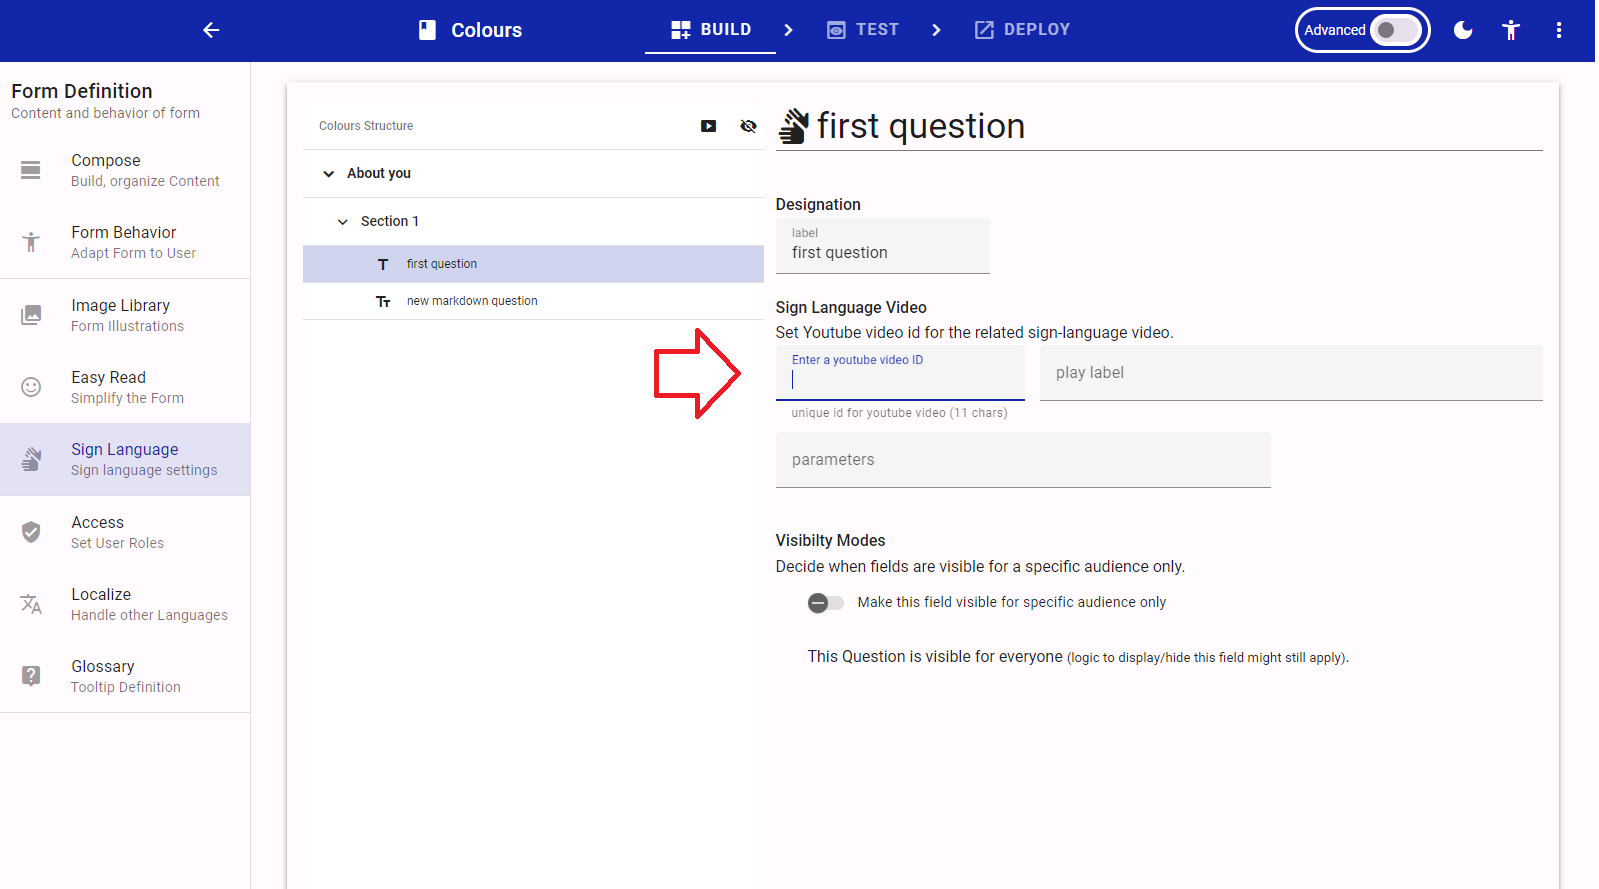 Colours
BUILD
TEST
DEPLOY
Advanced
Form Definition
Content and behavior of form
Compose
Build, organize Content
Form Behavior
Adapt Form to User
Image Library
Form Illustrations
Easy Read
Simplify the Form
Sign Language
Sign language settings
Access
Set User Roles
Localize
Handle other Languages
Glossary
Tooltip Definition
Colours Structure
About you
Section 1
first question
new markdown question
first question
Designation
label
first question
Sign Language Video
Set Youtube video id for the related sign-language video.
Enter a youtube video ID
play label
unique id for youtube video (11 chars)
parameters
Visibilty Modes
Decide when fields are visible for a specific audience only.
Make this field visible for specific audience only
This Question is visible for everyone (logic to display/hide this field might still apply).